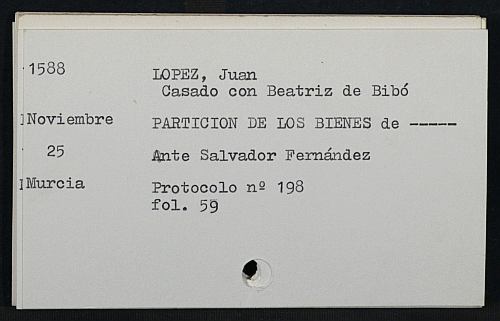 1588 LOPEZ, Juan
Casado con Beatriz de Bibó
Noviembre PARTICION DE LOS BIENES de -----
25 Ante Salvador Fernández
Murcia Protocolo nº 198
fol. 59